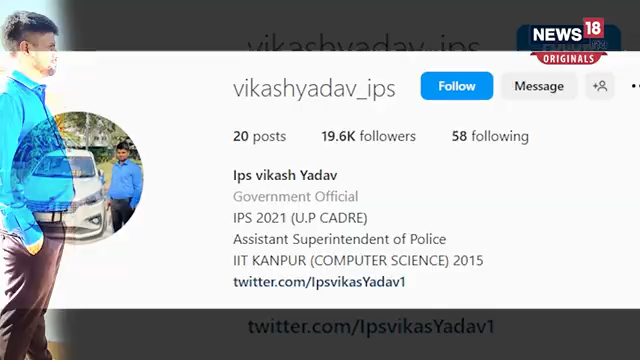 vikashyadav_ips
NEWS18
ORIGINALS
vikashyadav_ips
Follow
Message
20 posts
19.6K followers
58 following
Ips vikash Yadav
Government Official
IPS 2021 (U.P CADRE)
Assistant Superintendent of Police
IIT KANPUR (COMPUTER SCIENCE) 2015
twitter.com/IpsvikasYadav1
twitter.com/IpsvikasYadav1